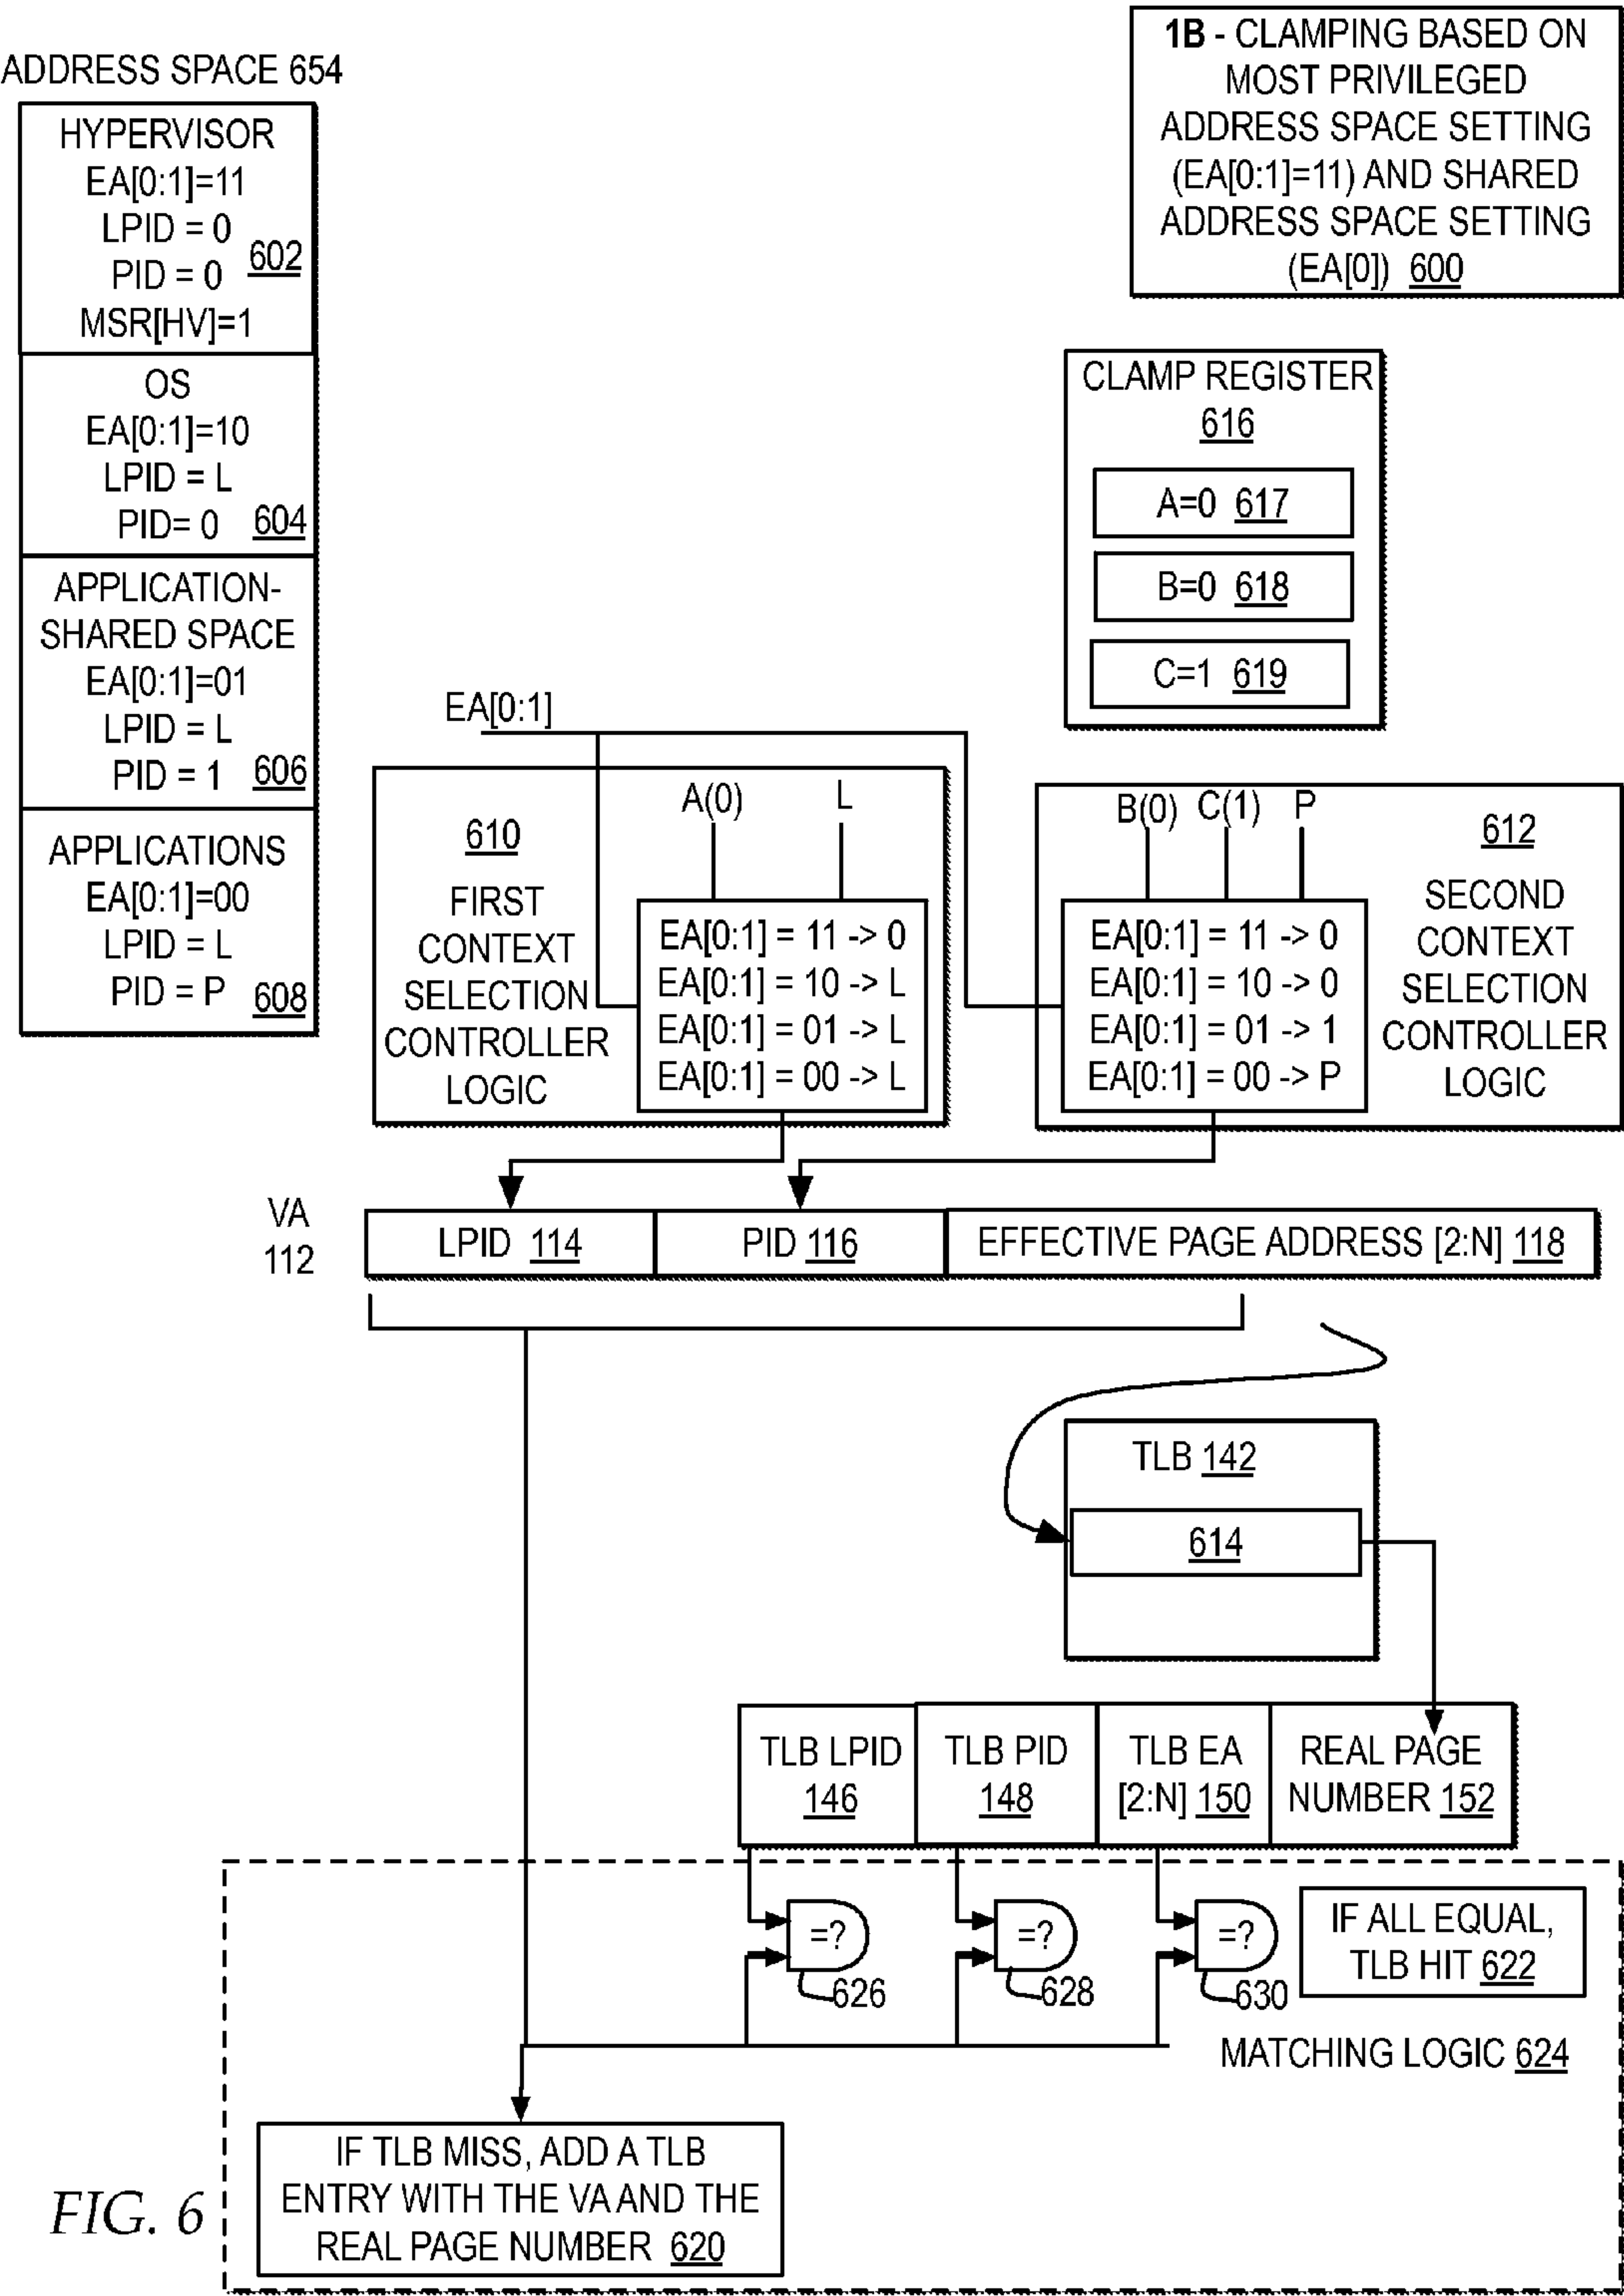 1B - CLAMPING BASED ON
MOST PRIVILEGED
ADDRESS SPACE SETTING
(EA[0:1]=11) AND SHARED
ADDRESS SPACE SETTING
(EA[0]) 600
ADDRESS SPACE 654
HYPERVISOR
EA[0:1]=11
LPID = 0
PID = 0 602
MSR[HV]=1
OS
EA[0:1]=10
LPID = L
PID= 0 604
APPLICATION-
SHARED SPACE
EA[0:1]=01
LPID = L
PID = 1 606
APPLICATIONS
EA[0:1]=00
LPID = L
PID = P 608
CLAMP REGISTER
616
A=0 617
B=0 618
C=1 619
EA[0:1]
610
FIRST
CONTEXT
SELECTION
CONTROLLER
LOGIC
A(0) L
EA[0:1] = 11 -> 0
EA[0:1] = 10 -> L
EA[0:1] = 01 -> L
EA[0:1] = 00 -> L
B(0) C(1) P
EA[0:1] = 11 -> 0
EA[0:1] = 10 -> 0
EA[0:1] = 01 -> 1
EA[0:1] = 00 -> P
612
SECOND
CONTEXT
SELECTION
CONTROLLER
LOGIC
VA
112
LPID 114
PID 116
EFFECTIVE PAGE ADDRESS [2:N] 118
TLB 142
614
TLB LPID
146
TLB PID
148
TLB EA
[2:N] 150
REAL PAGE
NUMBER 152
=?
626
=?
628
=?
630
IF ALL EQUAL,
TLB HIT 622
MATCHING LOGIC 624
IF TLB MISS, ADD A TLB
ENTRY WITH THE VA AND THE
REAL PAGE NUMBER 620
FIG. 6